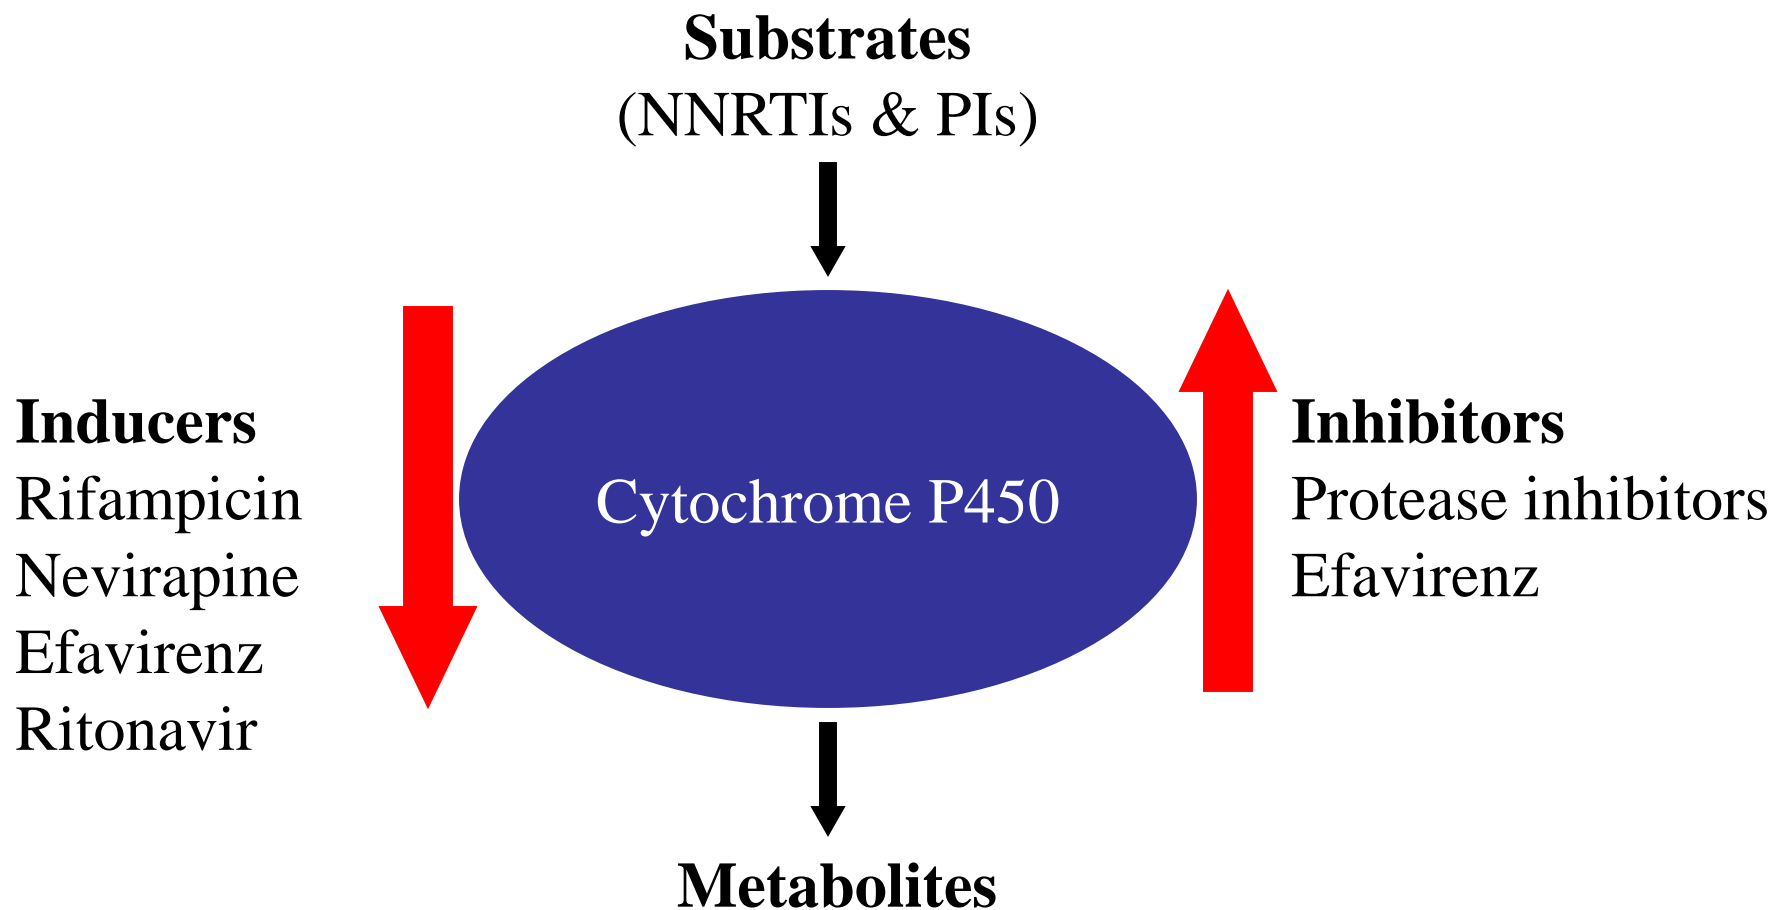 Substrates
(NNRTIs & PIs)
Inducers
Rifampicin
Nevirapine
Efavirenz
Ritonavir
Cytochrome P450
Inhibitors
Protease inhibitors
Efavirenz
Metabolites